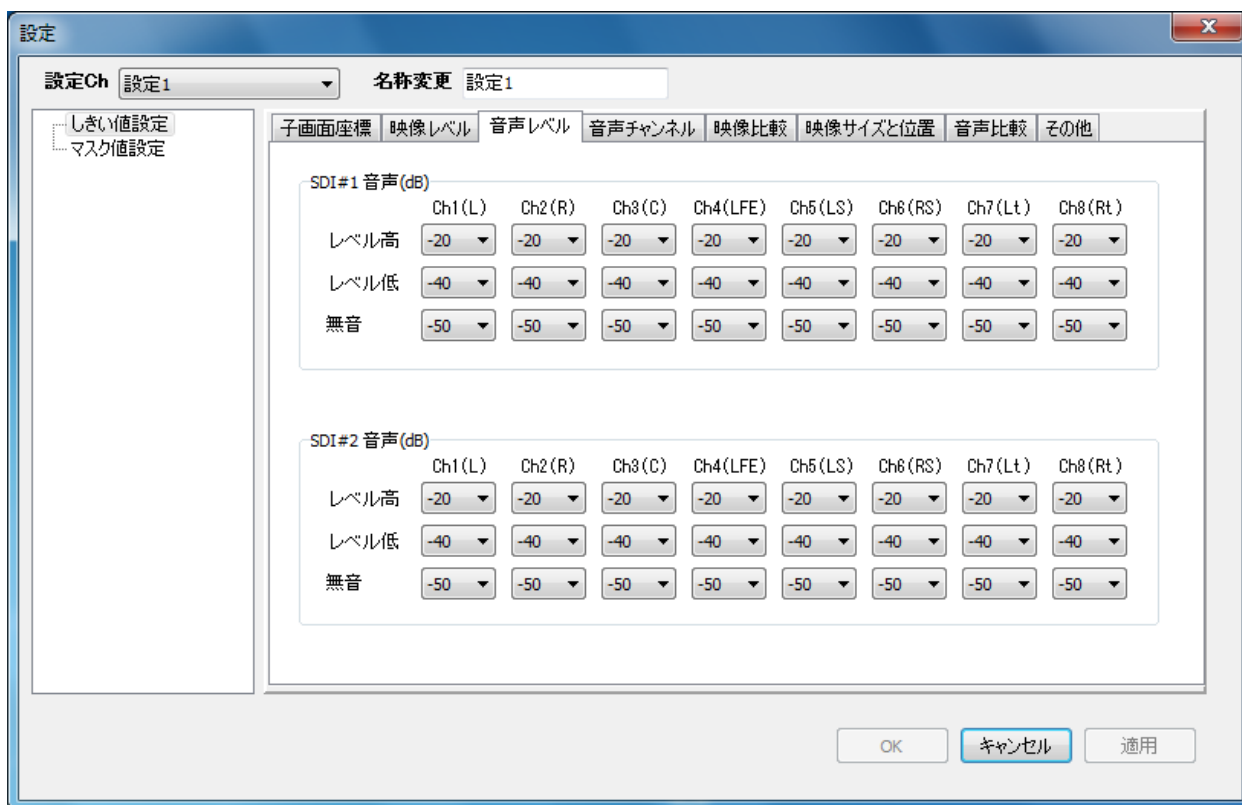 設定
設定Ch 設定1 名称変更 設定1
しきい値設定
マスク値設定
子画面座標 映像レベル 音声レベル 音声チャンネル 映像比較 映像サイズと位置 音声比較 その他
SDI#1 音声(dB)
Ch1(L) Ch2(R) Ch3(C) Ch4(LFE) Ch5(LS) Ch6(RS) Ch7(Lt) Ch8(Rt)
レベル高 -20 -20 -20 -20 -20 -20 -20 -20
レベル低 -40 -40 -40 -40 -40 -40 -40 -40
無音 -50 -50 -50 -50 -50 -50 -50 -50
SDI#2 音声(dB)
Ch1(L) Ch2(R) Ch3(C) Ch4(LFE) Ch5(LS) Ch6(RS) Ch7(Lt) Ch8(Rt)
レベル高 -20 -20 -20 -20 -20 -20 -20 -20
レベル低 -40 -40 -40 -40 -40 -40 -40 -40
無音 -50 -50 -50 -50 -50 -50 -50 -50
OK キャンセル 適用